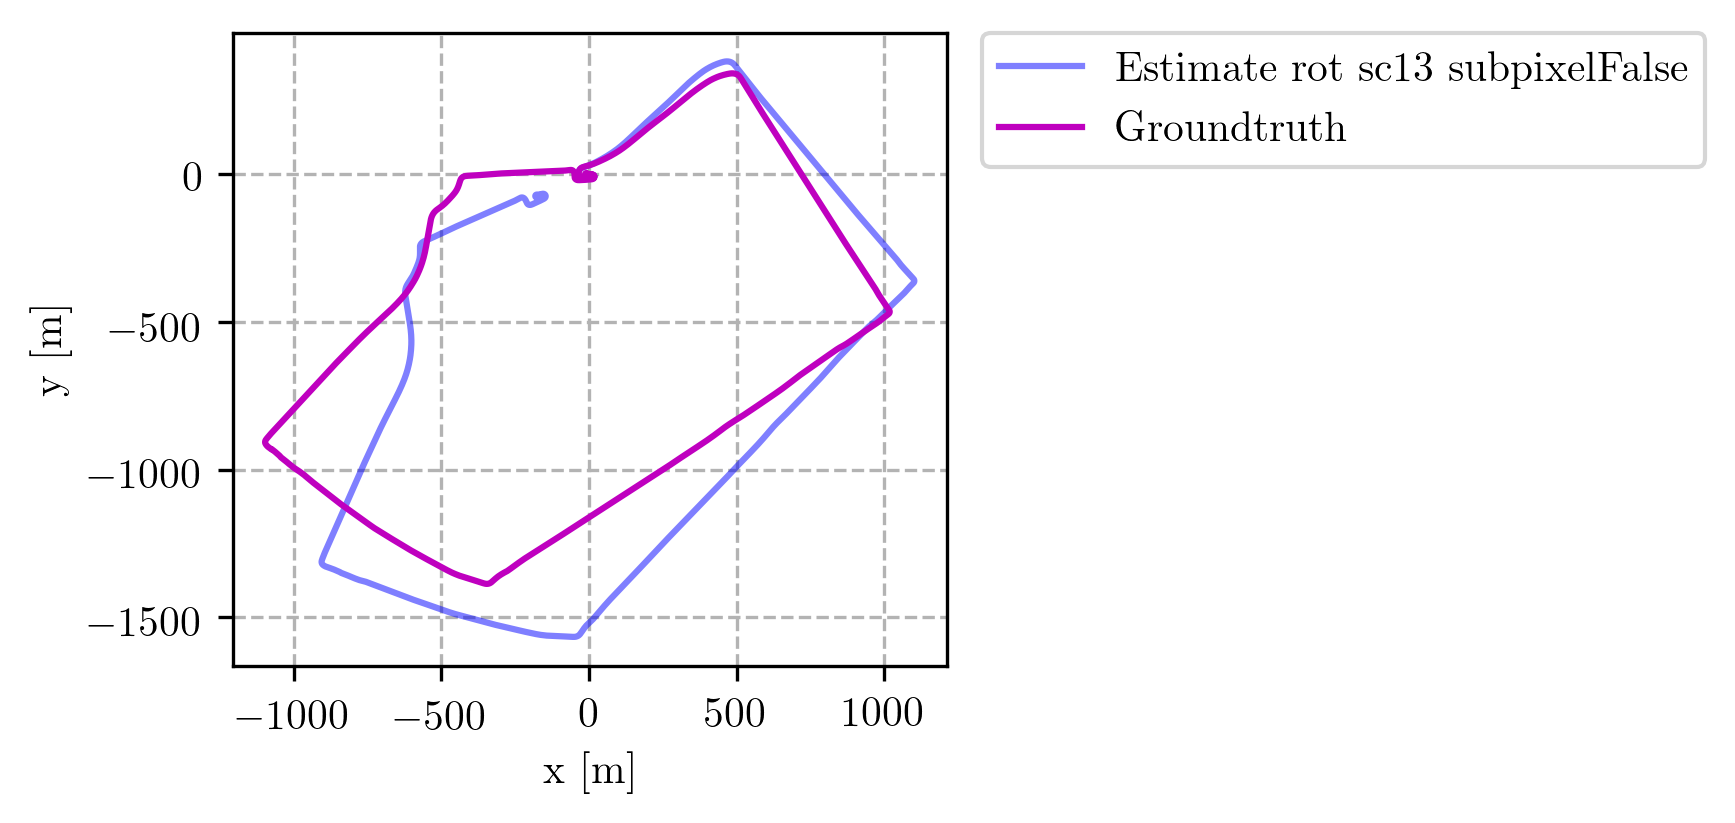 Estimate rot sc13 subpixelFalse
Groundtruth
0
−500
−1000
−1500
y [m]
−1000 −500 0 500 1000
x [m]